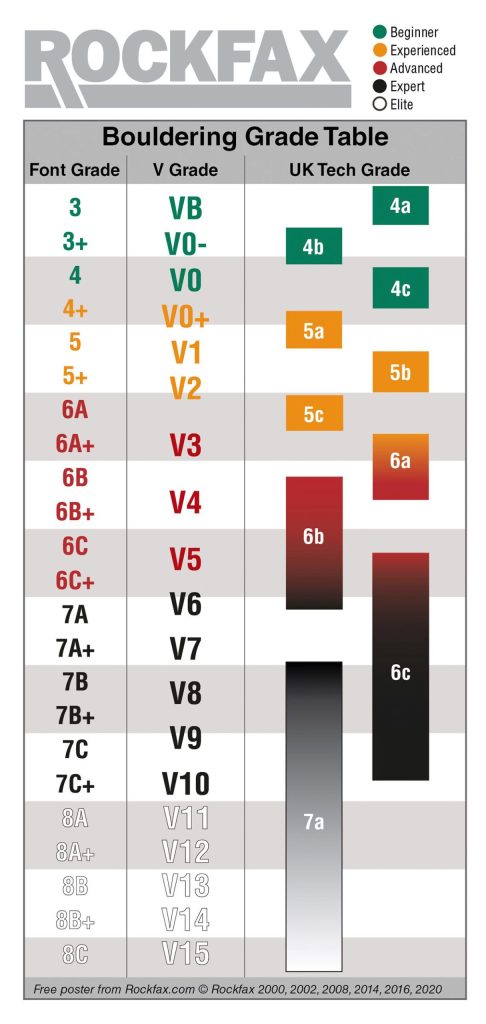 ROCKFAX
Beginner
Experienced
Advanced
Expert
Elite
Bouldering Grade Table
Font Grade V Grade UK Tech Grade
3 VB 4a
3+ V0- 4b
4 V0 4c
4+ V0+ 5a
5 V1
5+ V2 5b
6A 5c
6A+ V3 6a
6B
6B+ V4 6b
6C V5
6C+
7A V6
7A+ V7
7B V8 6c
7B+
7C V9
7C+ V10
8A V11 7a
8A+ V12
8B V13
8B+ V14
8C V15
Free poster from Rockfax.com © Rockfax 2000, 2002, 2008, 2014, 2016, 2020